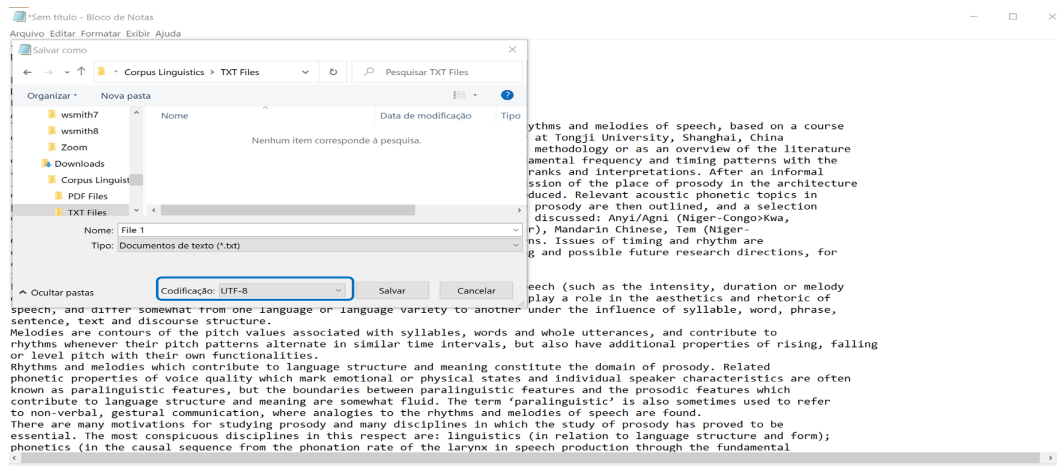 *Sem título - Bloco de Notas
Arquivo Editar Formatar Exibir Ajuda
Salvar como
Corpus Linguistics > TXT Files
Pesquisar TXT Files
Organizar
Nova pasta
wsmith7
wsmith8
Zoom
Downloads
Corpus Linguist
PDF Files
TXT Files
Nome
Data de modificação
Tipo
Nenhum item corresponde à pesquisa.
Nome: File 1
Tipo: Documentos de texto (*.txt)
Ocultar pastas
Codificação: UTF-8
Salvar
Cancelar
ythms and melodies of speech, based on a course
at Tongji University, Shanghai, China
methodology or as an overview of the literature
amental frequency and timing patterns with the
ranks and interpretations. After an informal
ssion of the place of prosody in the architecture
duced. Relevant acoustic phonetic topics in
prosody are then outlined, and a selection
discussed: Anyi/Agni (Niger-Congo>Kwa,
r), Mandarin Chinese, Tem (Niger-
ns. Issues of timing and rhythm are
g and possible future research directions, for
eech (such as the intensity, duration or melody
play a role in the aesthetics and rhetoric of
speech, and differ somewhat from one language or language variety to another under the influence of syllable, word, phrase,
sentence, text and discourse structure.
Melodies are contours of the pitch values associated with syllables, words and whole utterances, and contribute to
rhythms whenever their pitch patterns alternate in similar time intervals, but also have additional properties of rising, falling
or level pitch with their own functionalities.
Rhythms and melodies which contribute to language structure and meaning constitute the domain of prosody. Related
phonetic properties of voice quality which mark emotional or physical states and individual speaker characteristics are often
known as paralinguistic features, but the boundaries between paralinguistic features and the prosodic features which
contribute to language structure and meaning are somewhat fluid. The term ‘paralinguistic’ is also sometimes used to refer
to non-verbal, gestural communication, where analogies to the rhythms and melodies of speech are found.
There are many motivations for studying prosody and many disciplines in which the study of prosody has proved to be
essential. The most conspicuous disciplines in this respect are: linguistics (in relation to language structure and form);
phonetics (in the causal sequence from the phonation rate of the larynx in speech production through the fundamental